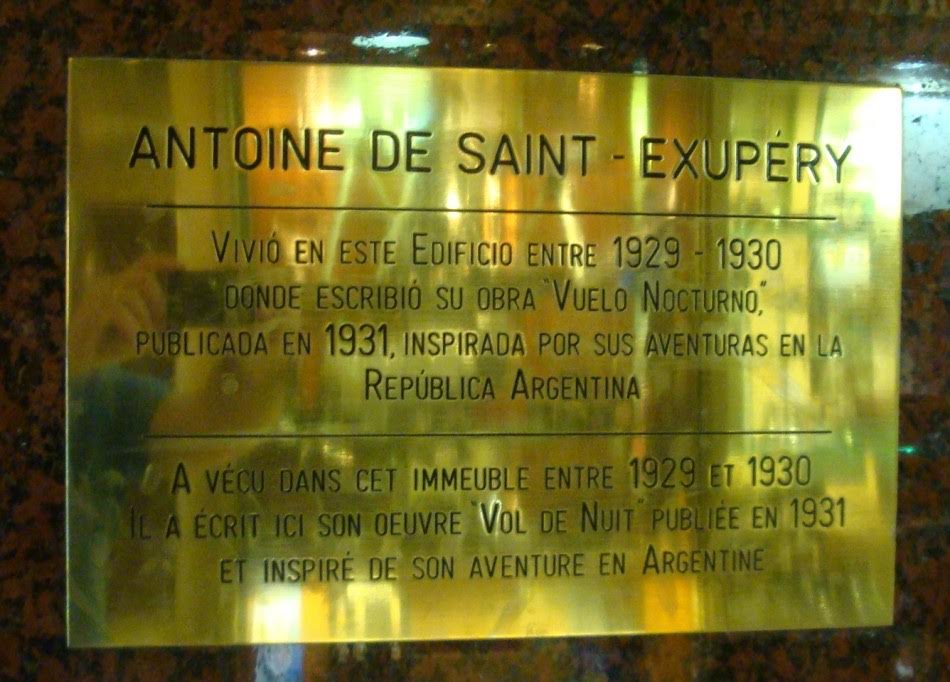 ANTOINE DE SAINT - EXUPÉRY
VIVIÓ EN ESTE EDIFICIO ENTRE 1929 - 1930
DONDE ESCRIBIÓ SU OBRA "VUELO NOCTURNO,"
PUBLICADA EN 1931, INSPIRADA POR SUS AVENTURAS EN LA
REPÚBLICA ARGENTINA
A VÉCU DANS CET IMMEUBLE ENTRE 1929 ET 1930
IL A ÉCRIT ICI SON OEUVRE "VOL DE NUIT" PUBLIÉE EN 1931
ET INSPIRÉ DE SON AVENTURE EN ARGENTINE